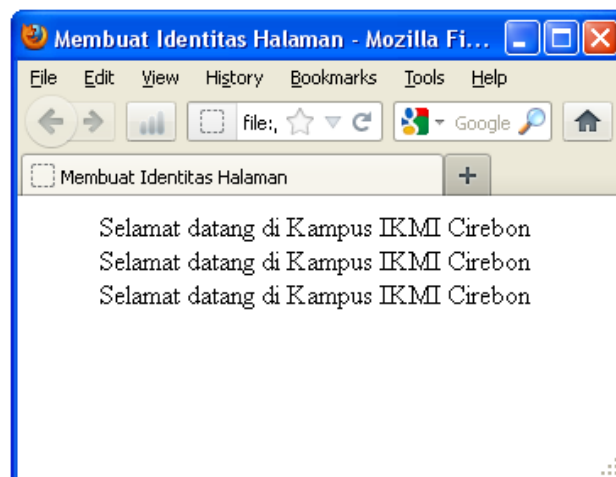 Membuat Identitas Halaman - Mozilla Fi...
File Edit View History Bookmarks Tools Help
file:, Google
Membuat Identitas Halaman
Selamat datang di Kampus IKMI Cirebon
Selamat datang di Kampus IKMI Cirebon
Selamat datang di Kampus IKMI Cirebon